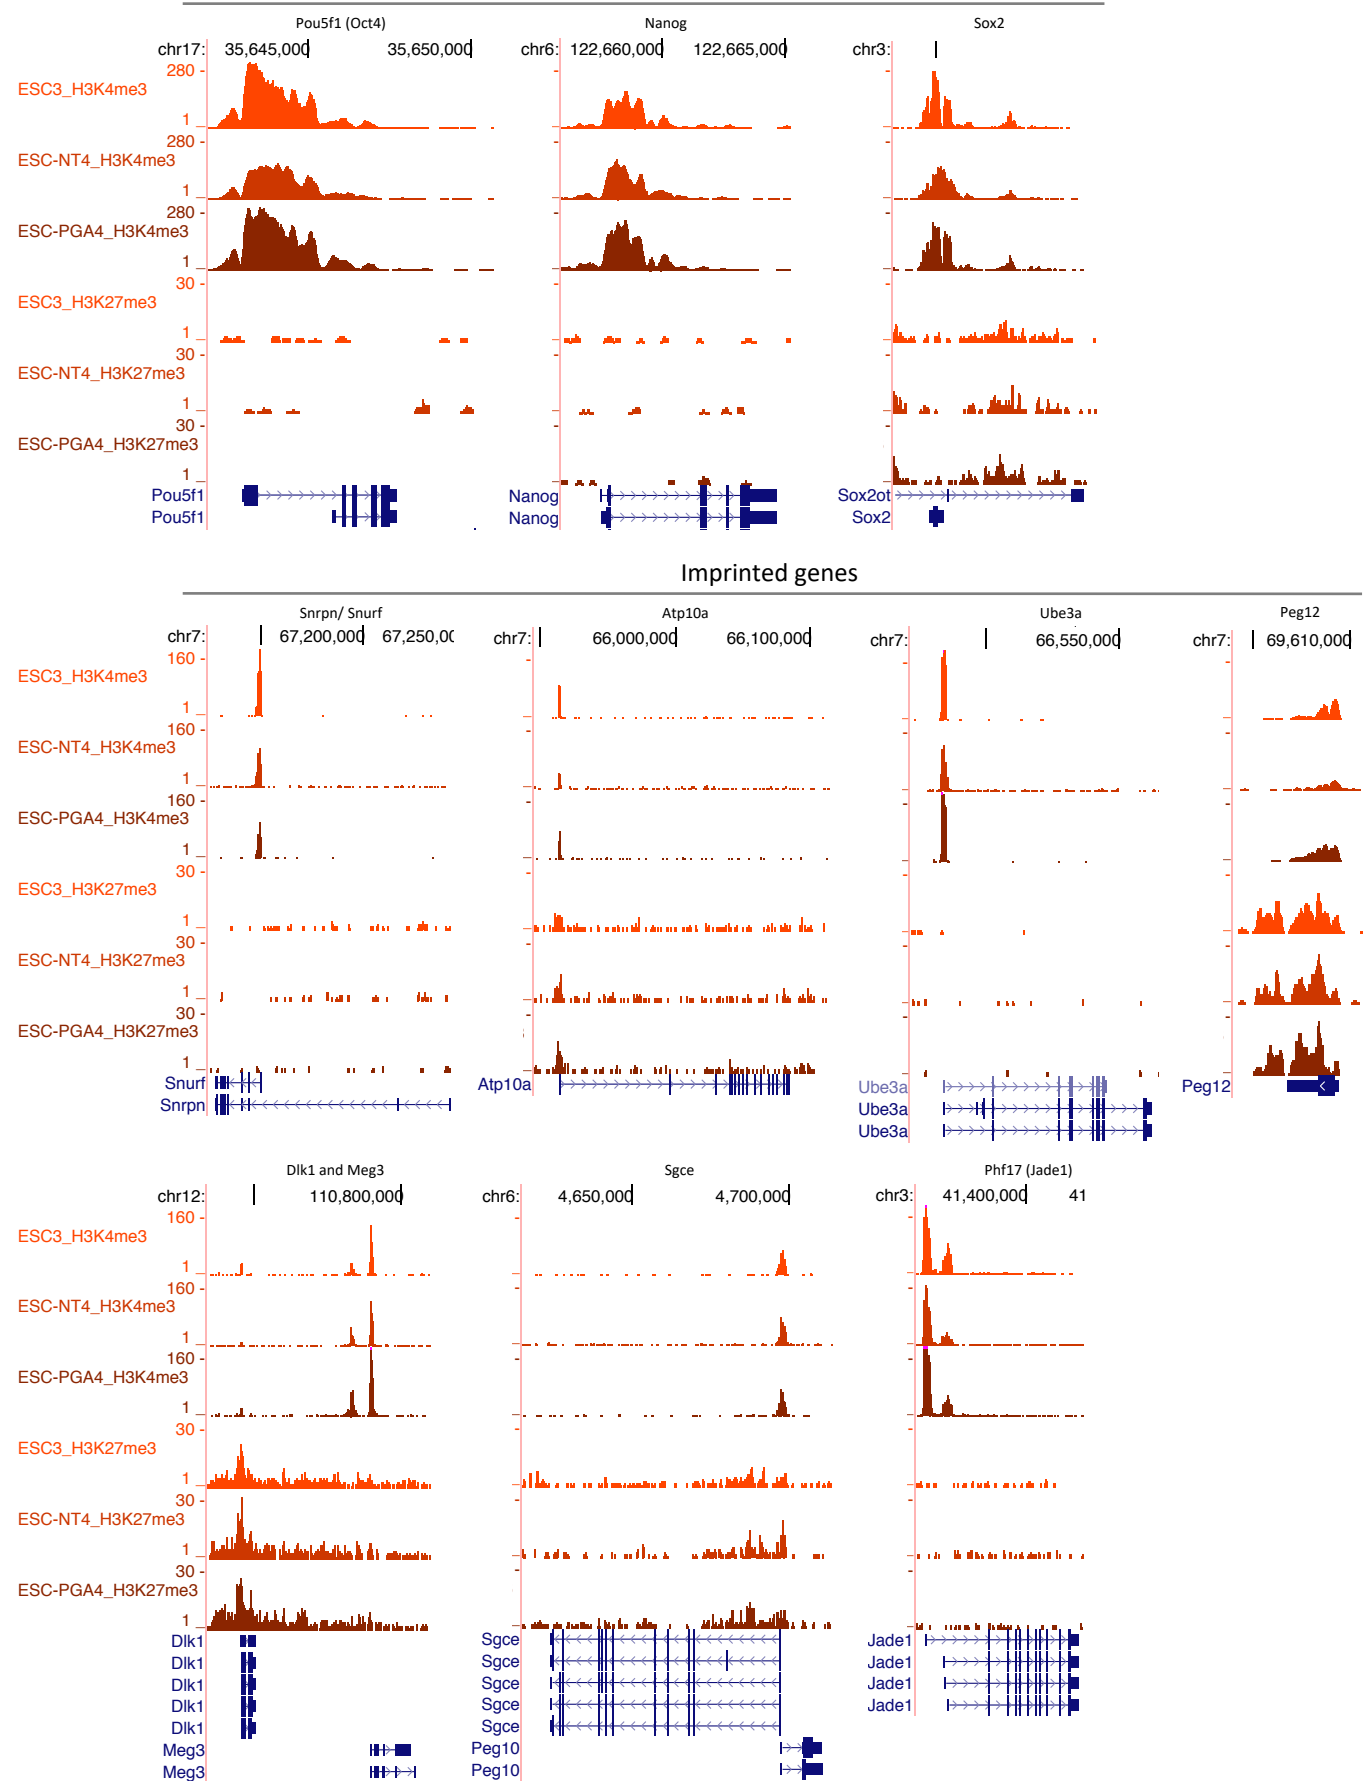 Pou5f1 (Oct4) Nanog Sox2
chr17: 35,645,000 35,650,000 chr6: 122,660,000 122,665,000 chr3:
280
ESC3_H3K4me3
1
280
ESC-NT4_H3K4me3
1
280
ESC-PGA4_H3K4me3
1
30
ESC3_H3K27me3
1
30
ESC-NT4_H3K27me3
1
30
ESC-PGA4_H3K27me3
1
Pou5f1 Nanog Sox2ot
Pou5f1 Nanog Sox2
Imprinted genes
Snrpn/ Snurf Atp10a Ube3a Peg12
chr7: 67,200,000 67,250,00 chr7: 66,000,000 66,100,000 chr7: 66,550,000 chr7: 69,610,000
160
ESC3_H3K4me3
1
160
ESC-NT4_H3K4me3
1
160
ESC-PGA4_H3K4me3
1
30
ESC3_H3K27me3
1
30
ESC-NT4_H3K27me3
1
30
ESC-PGA4_H3K27me3
1
Snurf Atp10a Ube3a Peg12
Snrpn Ube3a
Ube3a
Dlk1 and Meg3 Sgce Phf17 (Jade1)
chr12: 110,800,000 chr6: 4,650,000 4,700,000 chr3: 41,400,000 41
160
ESC3_H3K4me3
1
160
ESC-NT4_H3K4me3
1
160
ESC-PGA4_H3K4me3
1
30
ESC3_H3K27me3
1
30
ESC-NT4_H3K27me3
1
30
ESC-PGA4_H3K27me3
1
Dlk1 Sgce Jade1
Dlk1 Sgce Jade1
Dlk1 Sgce Jade1
Dlk1 Sgce Jade1
Dlk1 Sgce
Meg3 Peg10
Meg3 Peg10